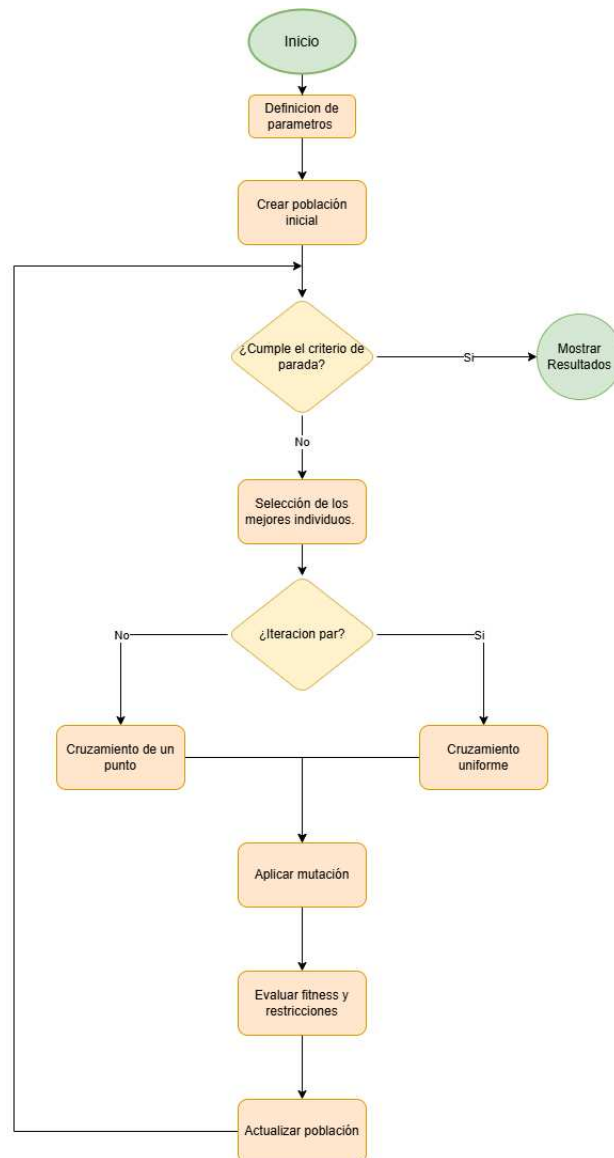 Inicio
Definicion de
parametros
Crear población
inicial
¿Cumple el criterio de
parada?
Si
Mostrar
Resultados
No
Selección de los
mejores individuos.
¿Iteracion par?
No
Si
Cruzamiento de un
punto
Cruzamiento
uniforme
Aplicar mutación
Evaluar fitness y
restricciones
Actualizar población